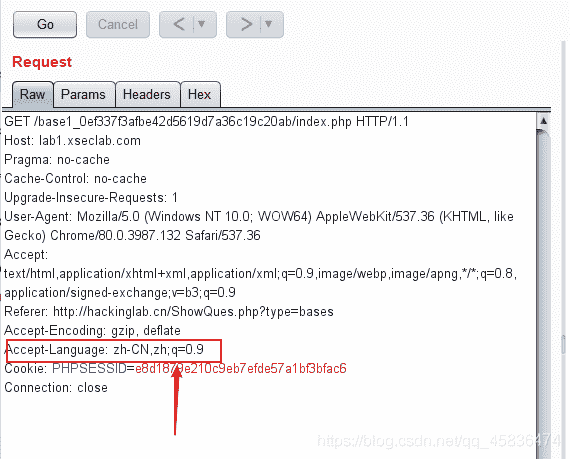 Go
Cancel
<
>
Request
Raw
Params
Headers
Hex
GET /base1_0ef337f3afbe42d5619d7a36c19c20ab/index.php HTTP/1.1
Host: lab1.xseclab.com
Pragma: no-cache
Cache-Control: no-cache
Upgrade-Insecure-Requests: 1
User-Agent: Mozilla/5.0 (Windows NT 10.0; WOW64) AppleWebKit/537.36 (KHTML, like
Gecko) Chrome/80.0.3987.132 Safari/537.36
Accept:
text/html,application/xhtml+xml,application/xml;q=0.9,image/webp,image/apng,*/*;q=0.8,
application/signed-exchange;v=b3;q=0.9
Referer: http://hackinglab.cn/ShowQues.php?type=bases
Accept-Encoding: gzip, deflate
Accept-Language: zh-CN,zh;q=0.9
Cookie: PHPSESSID=e8d1879e210c9eb7efde57a1bf3bfac6
Connection: close
https://blog.csdn.net/qq_45836474